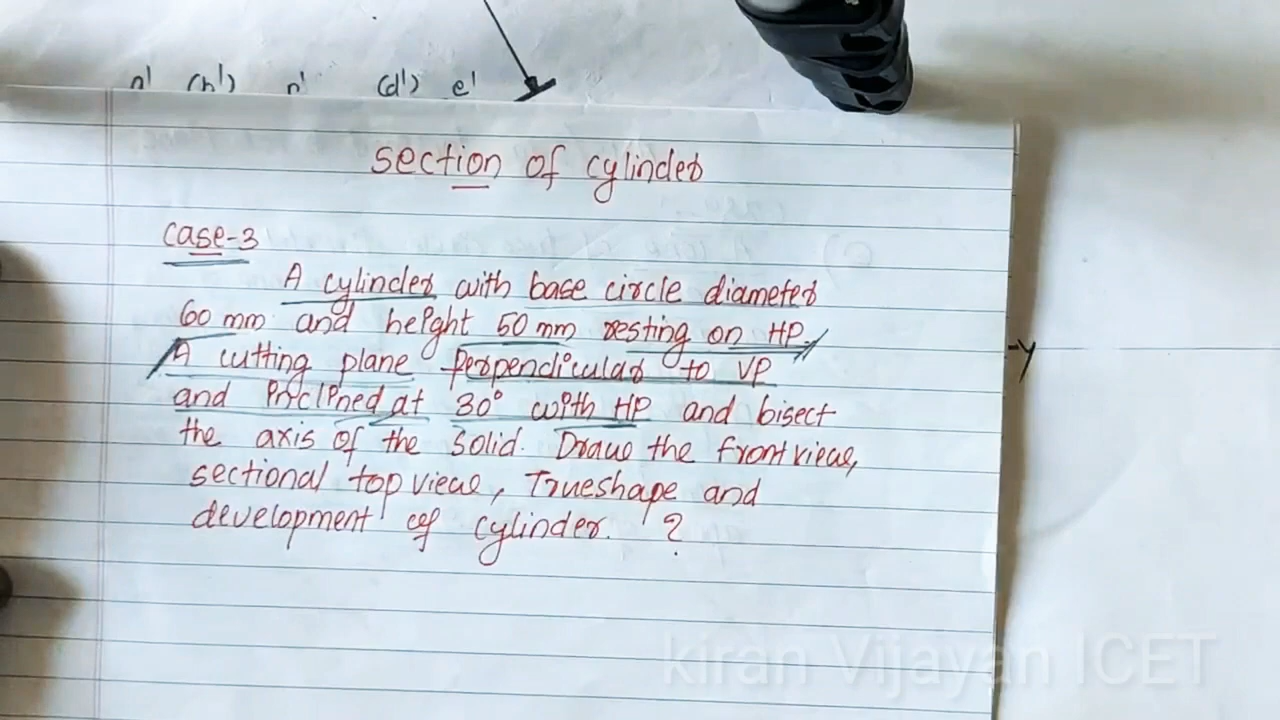 a' (b') n' (d') e'
section of cylinder
case-3
A cylinder with base circle diameter
60 mm and height 50 mm resting on HP.
A cutting plane perpendicular to VP
and inclined at 30° with HP and bisect
the axis of the solid. Draw the front view,
sectional top view, Trueshape and
development of cylinder. ?
Y
kiran Vijayan ICET